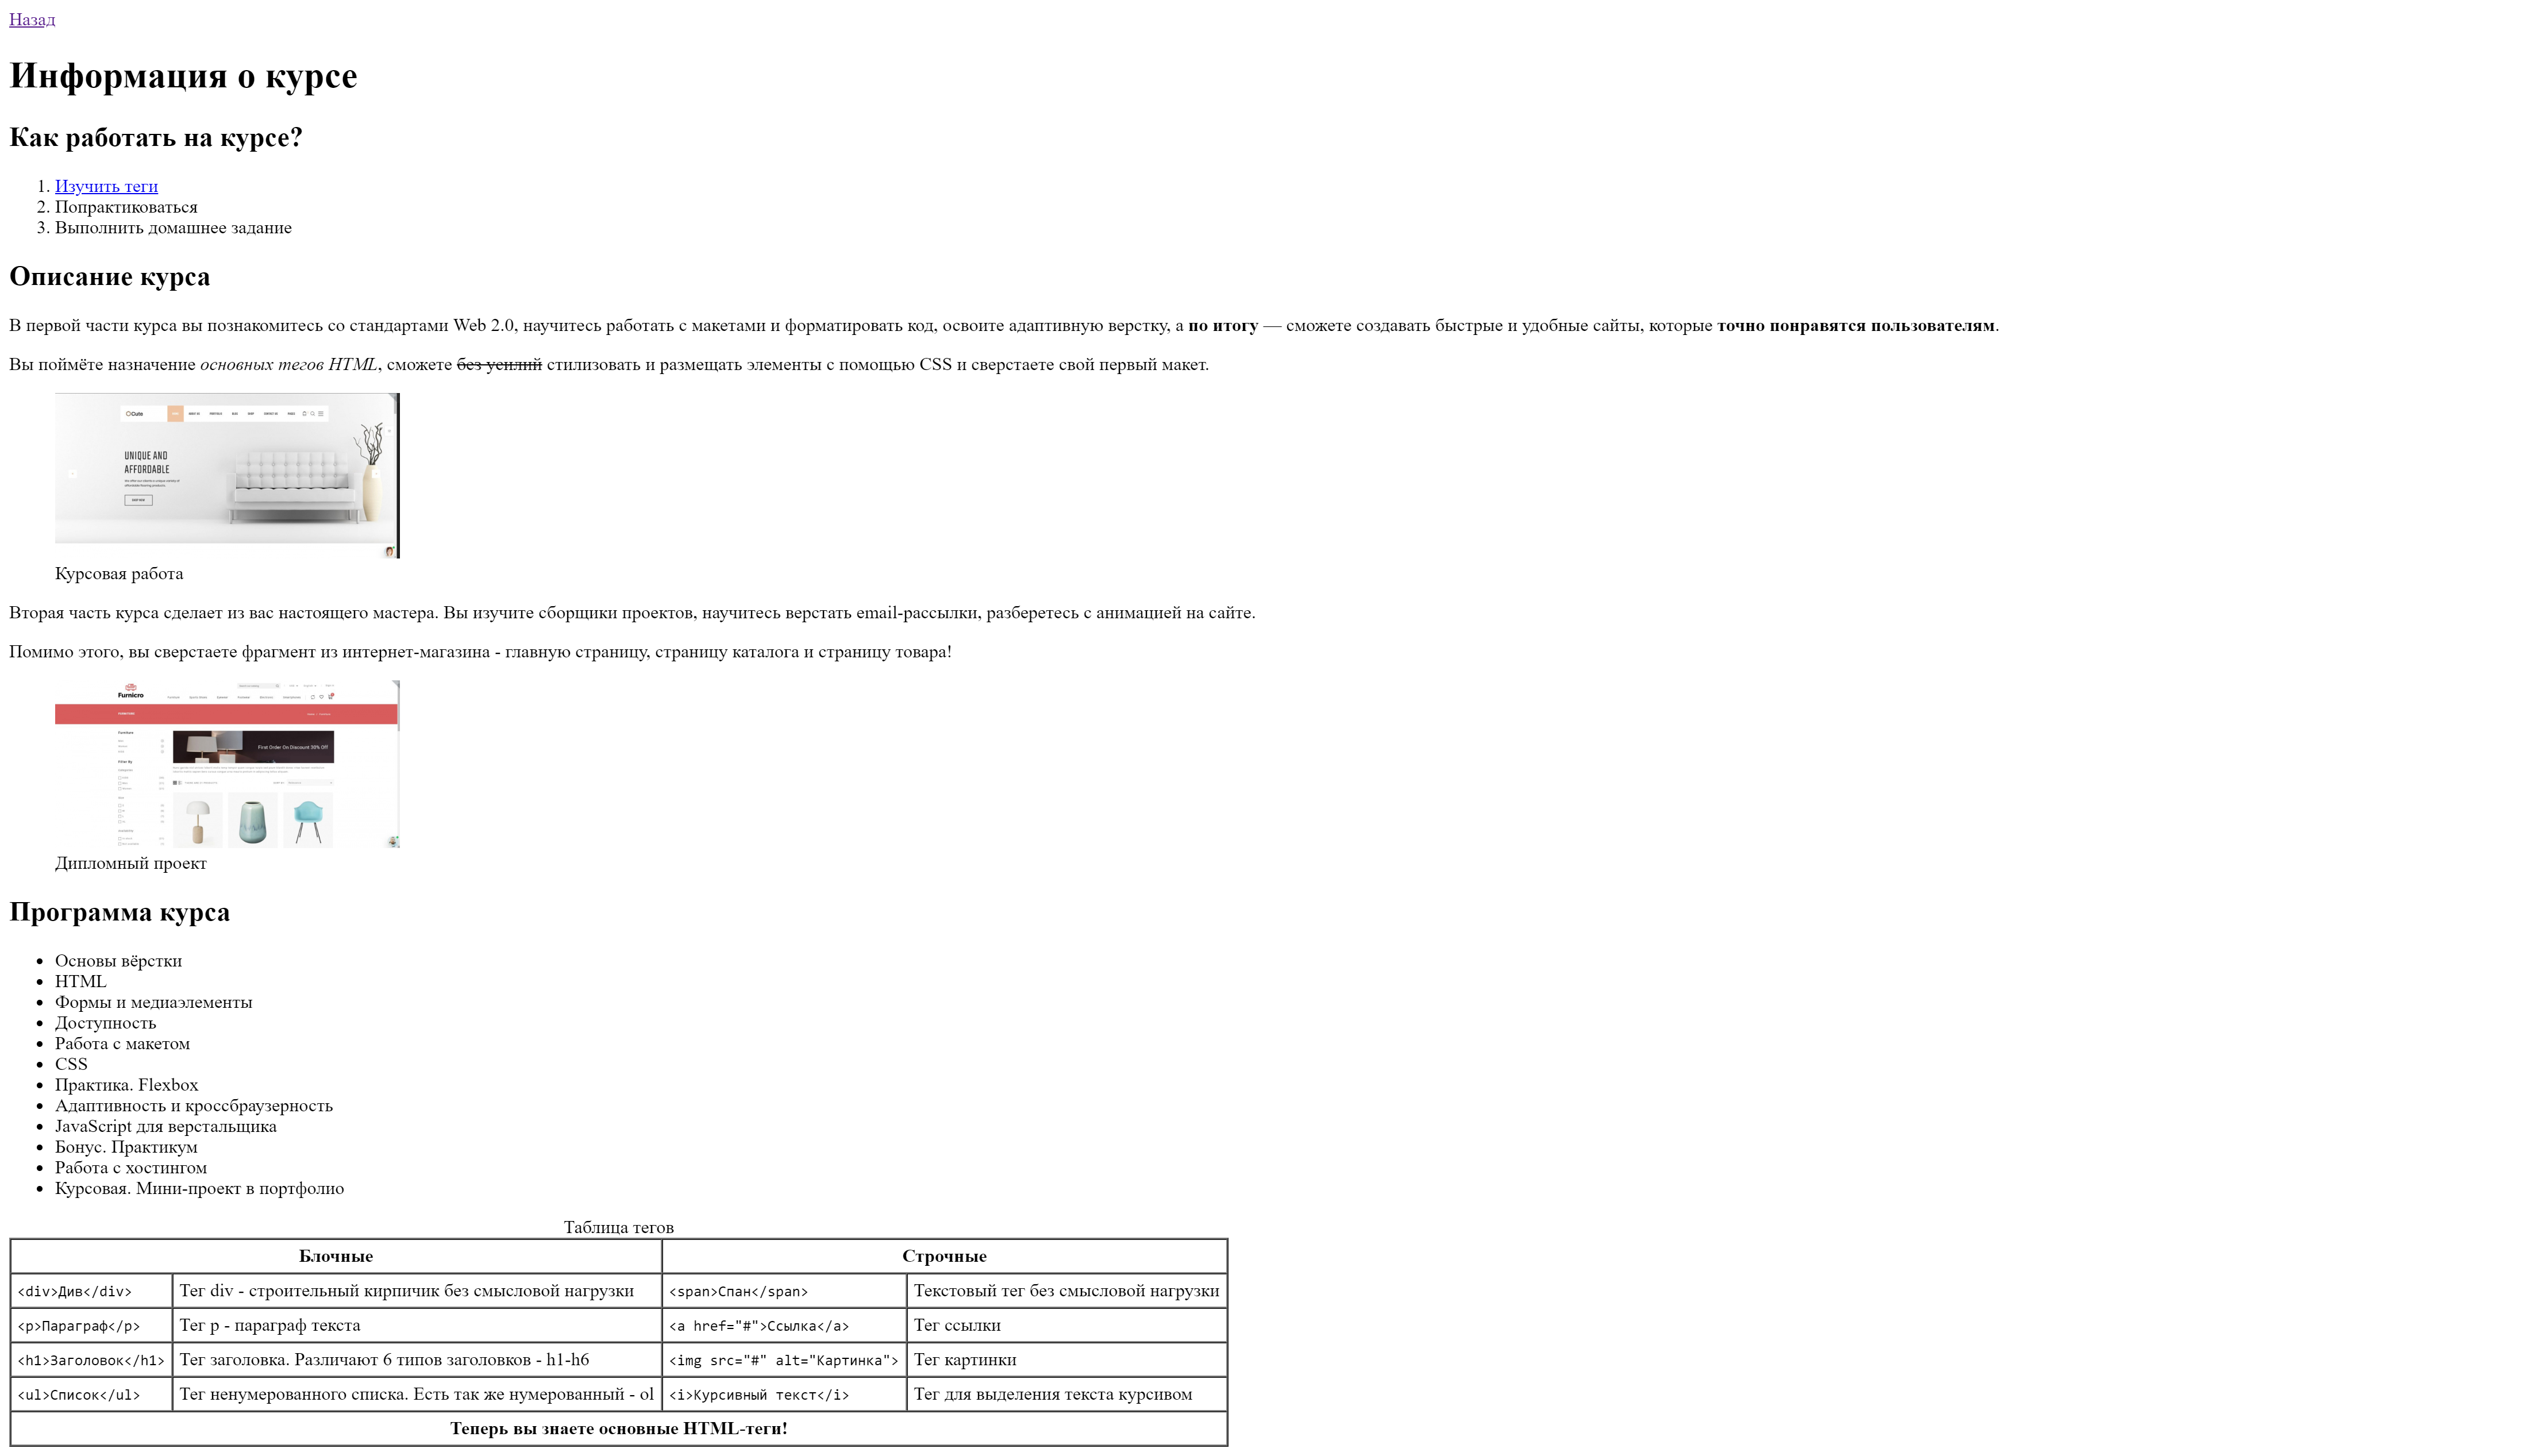 Назад
Информация о курсе
Как работать на курсе?
1. Изучить теги
2. Попрактиковаться
3. Выполнить домашнее задание
Описание курса
В первой части курса вы познакомитесь со стандартами Web 2.0, научитесь работать с макетами и форматировать код, освоите адаптивную верстку, а по итогу — сможете создавать быстрые и удобные сайты, которые точно понравятся пользователям.
Вы поймёте назначение основных тегов HTML, сможете без усилий стилизовать и размещать элементы с помощью CSS и сверстаете свой первый макет.
Cute
UNIQUE AND
AFFORDABLE
Курсовая работа
Вторая часть курса сделает из вас настоящего мастера. Вы изучите сборщики проектов, научитесь верстать email-рассылки, разберетесь с анимацией на сайте.
Помимо этого, вы сверстаете фрагмент из интернет-магазина - главную страницу, страницу каталога и страницу товара!
Furnicro
First Order On Discount 30% Off
Дипломный проект
Программа курса
• Основы вёрстки
• HTML
• Формы и медиаэлементы
• Доступность
• Работа с макетом
• CSS
• Практика. Flexbox
• Адаптивность и кроссбраузерность
• JavaScript для верстальщика
• Бонус. Практикум
• Работа с хостингом
• Курсовая. Мини-проект в портфолио
Таблица тегов
Блочные Строчные
<div>Див</div> Тег div - строительный кирпичик без смысловой нагрузки <span>Спан</span> Текстовый тег без смысловой нагрузки
<p>Параграф</p> Тег p - параграф текста <a href="#">Ссылка</a> Тег ссылки
<h1>Заголовок</h1> Тег заголовка. Различают 6 типов заголовков - h1-h6 <img src="#" alt="Картинка"> Тег картинки
<ul>Список</ul> Тег ненумерованного списка. Есть так же нумерованный - ol <i>Курсивный текст</i> Тег для выделения текста курсивом
Теперь вы знаете основные HTML-теги!